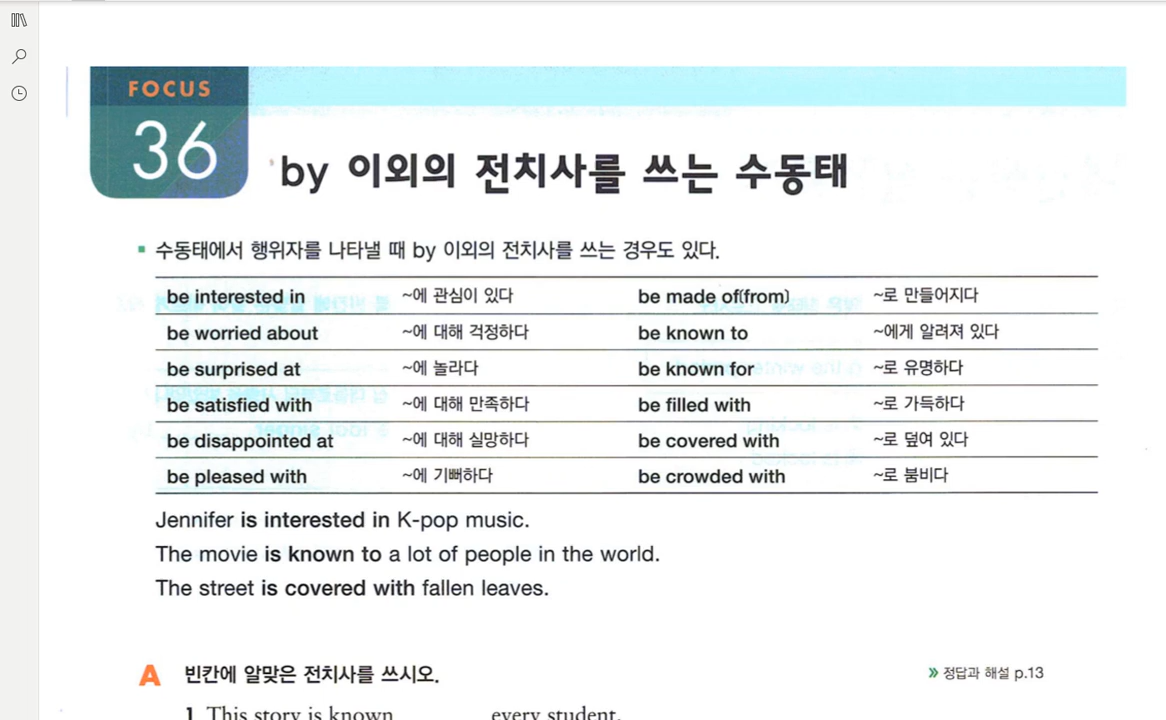 FOCUS
36
by 이외의 전치사를 쓰는 수동태
수동태에서 행위자를 나타낼 때 by 이외의 전치사를 쓰는 경우도 있다.
be interested in ~에 관심이 있다 be made of(from) ~로 만들어지다
be worried about ~에 대해 걱정하다 be known to ~에게 알려져 있다
be surprised at ~에 놀라다 be known for ~로 유명하다
be satisfied with ~에 대해 만족하다 be filled with ~로 가득하다
be disappointed at ~에 대해 실망하다 be covered with ~로 덮여 있다
be pleased with ~에 기뻐하다 be crowded with ~로 붐비다
Jennifer is interested in K-pop music.
The movie is known to a lot of people in the world.
The street is covered with fallen leaves.
A 빈칸에 알맞은 전치사를 쓰시오.
» 정답과 해설 p.13
1 This story is known ________ every student.